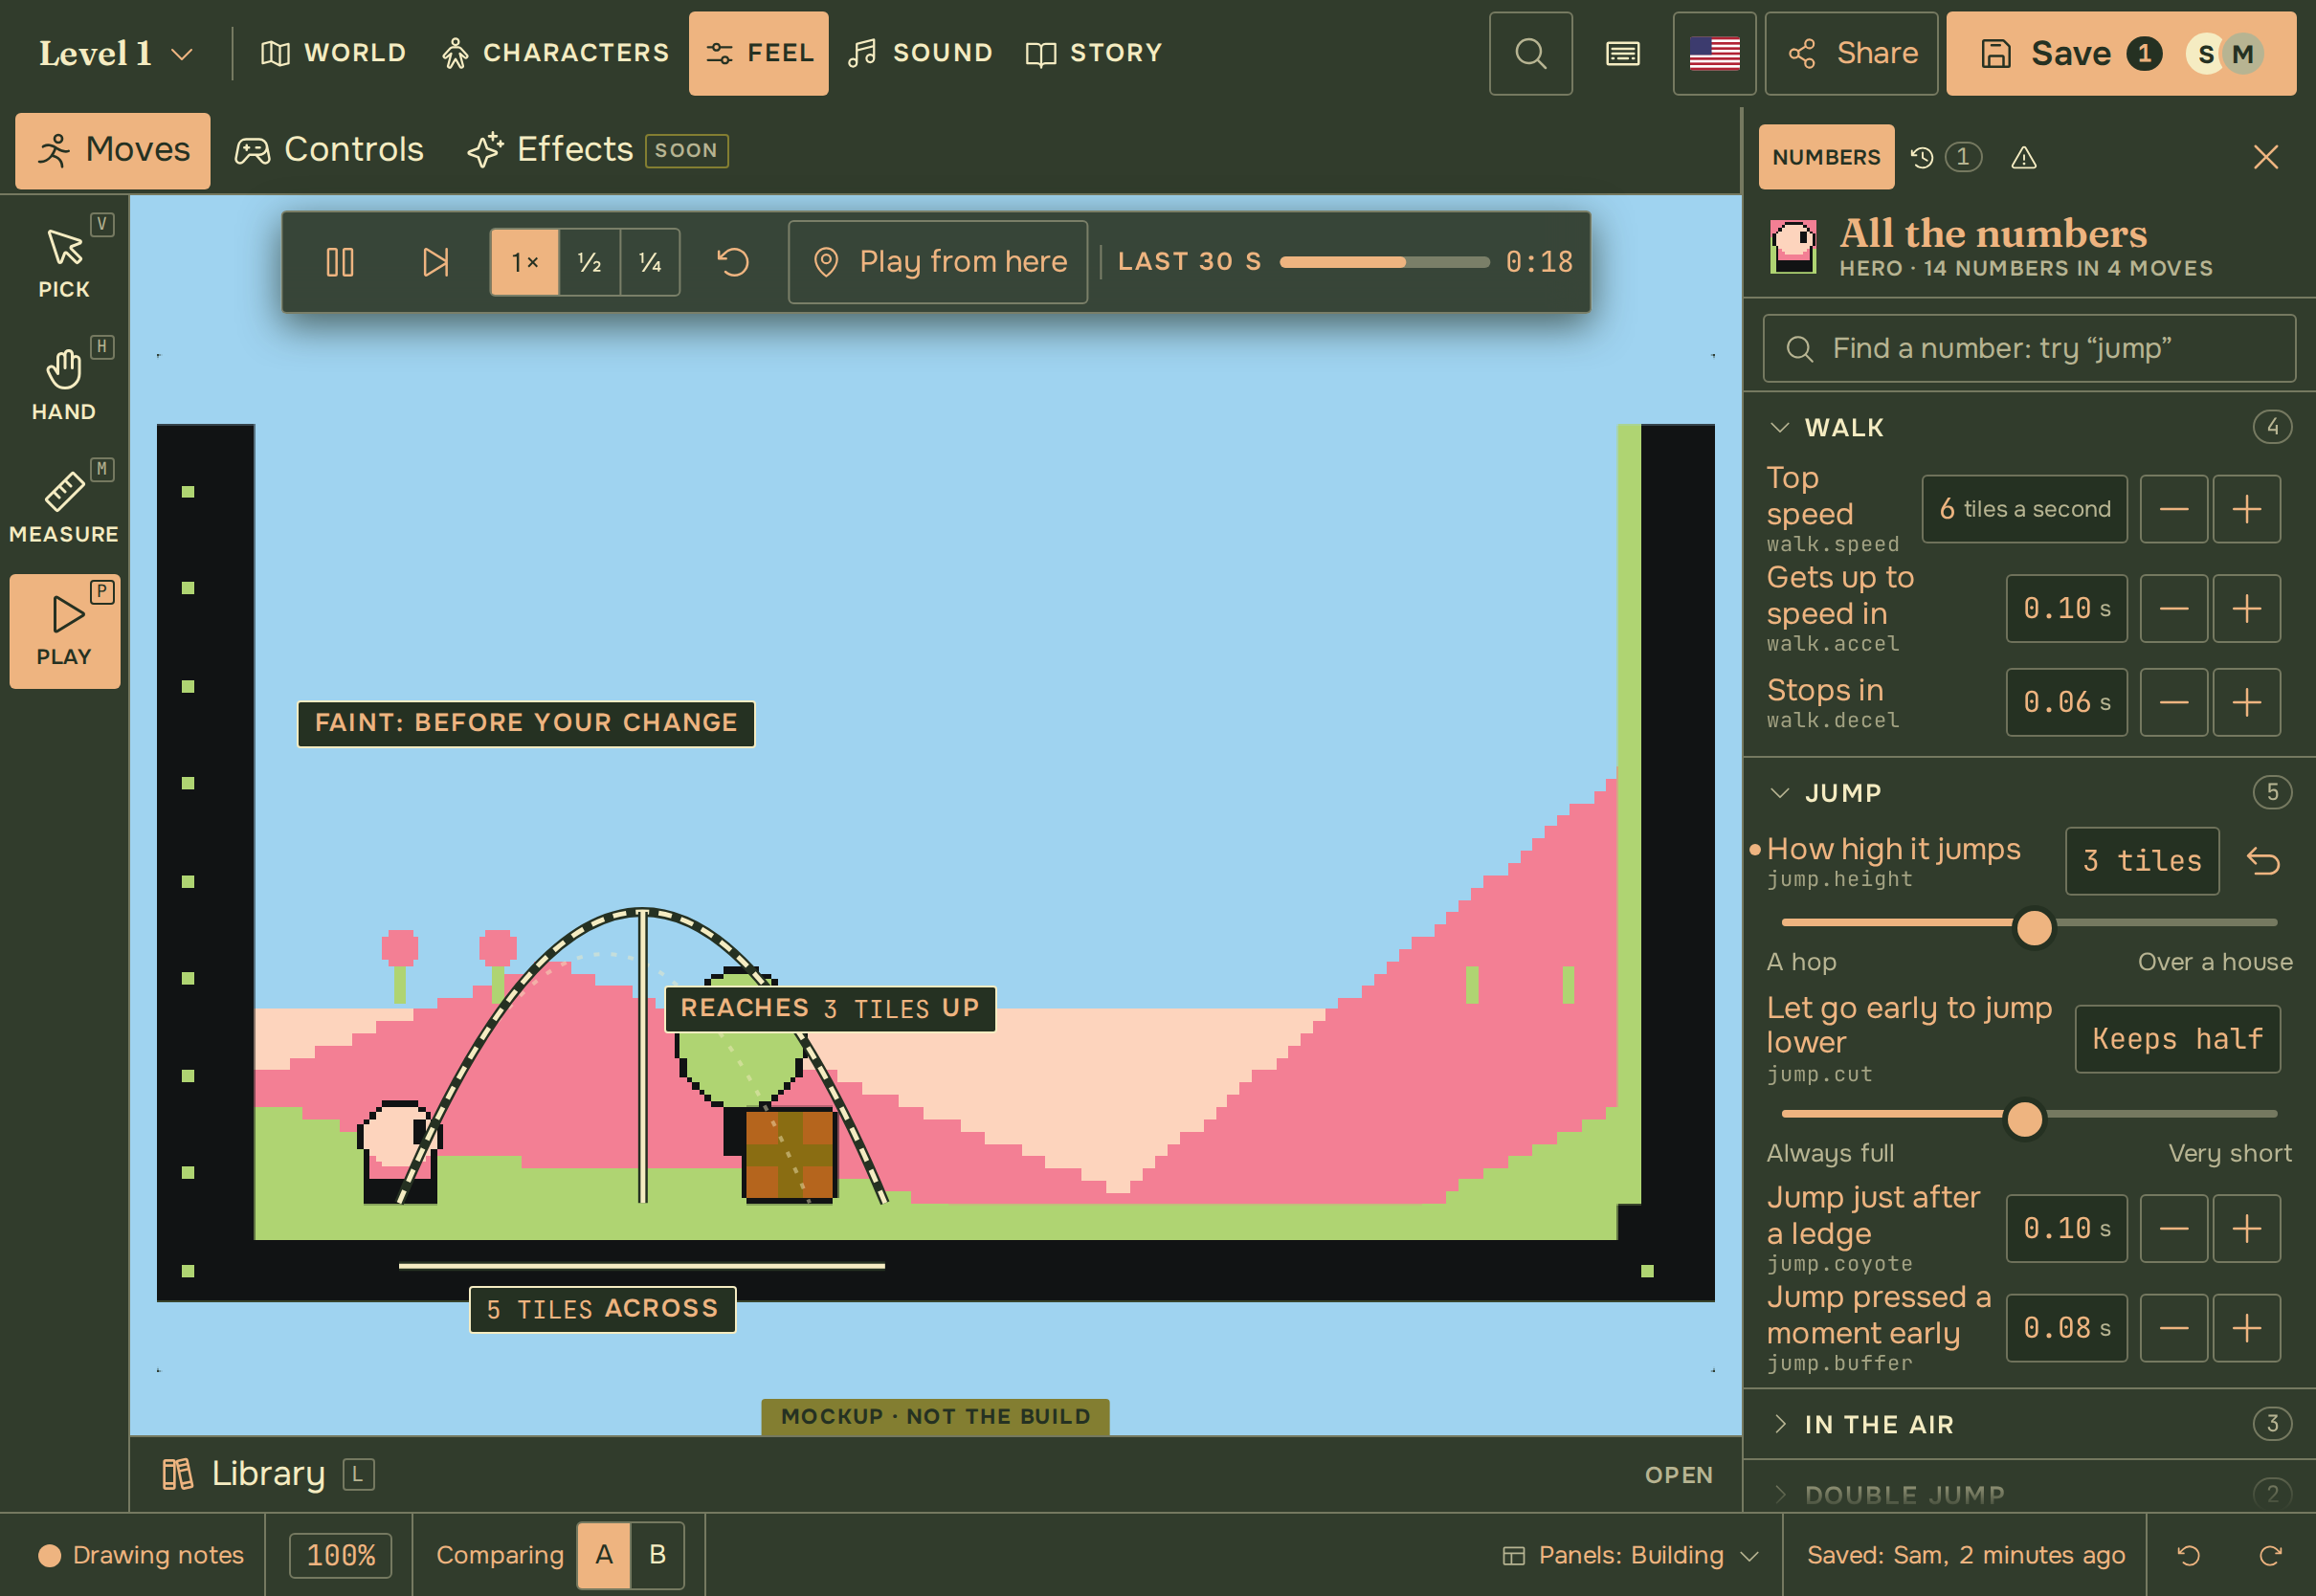 Level 1
WORLD
CHARACTERS
FEEL
SOUND
STORY
Share
Save 1
S M
Moves
Controls
Effects SOON
NUMBERS
1
V
PICK
H
HAND
M
MEASURE
P
PLAY
1× ½ ¼
Play from here
LAST 30 S
0:18
All the numbers
HERO · 14 NUMBERS IN 4 MOVES
Find a number: try “jump”
WALK 4
Top speed
walk.speed
6 tiles a second
Gets up to speed in
walk.accel
0.10 s
Stops in
walk.decel
0.06 s
JUMP 5
How high it jumps
jump.height
3 tiles
A hop
Over a house
Let go early to jump lower
jump.cut
Keeps half
Always full
Very short
Jump just after a ledge
jump.coyote
0.10 s
Jump pressed a moment early
jump.buffer
0.08 s
IN THE AIR 3
DOUBLE JUMP 2
FAINT: BEFORE YOUR CHANGE
REACHES 3 TILES UP
5 TILES ACROSS
MOCKUP · NOT THE BUILD
Library L
OPEN
Drawing notes
100%
Comparing A B
Panels: Building
Saved: Sam, 2 minutes ago